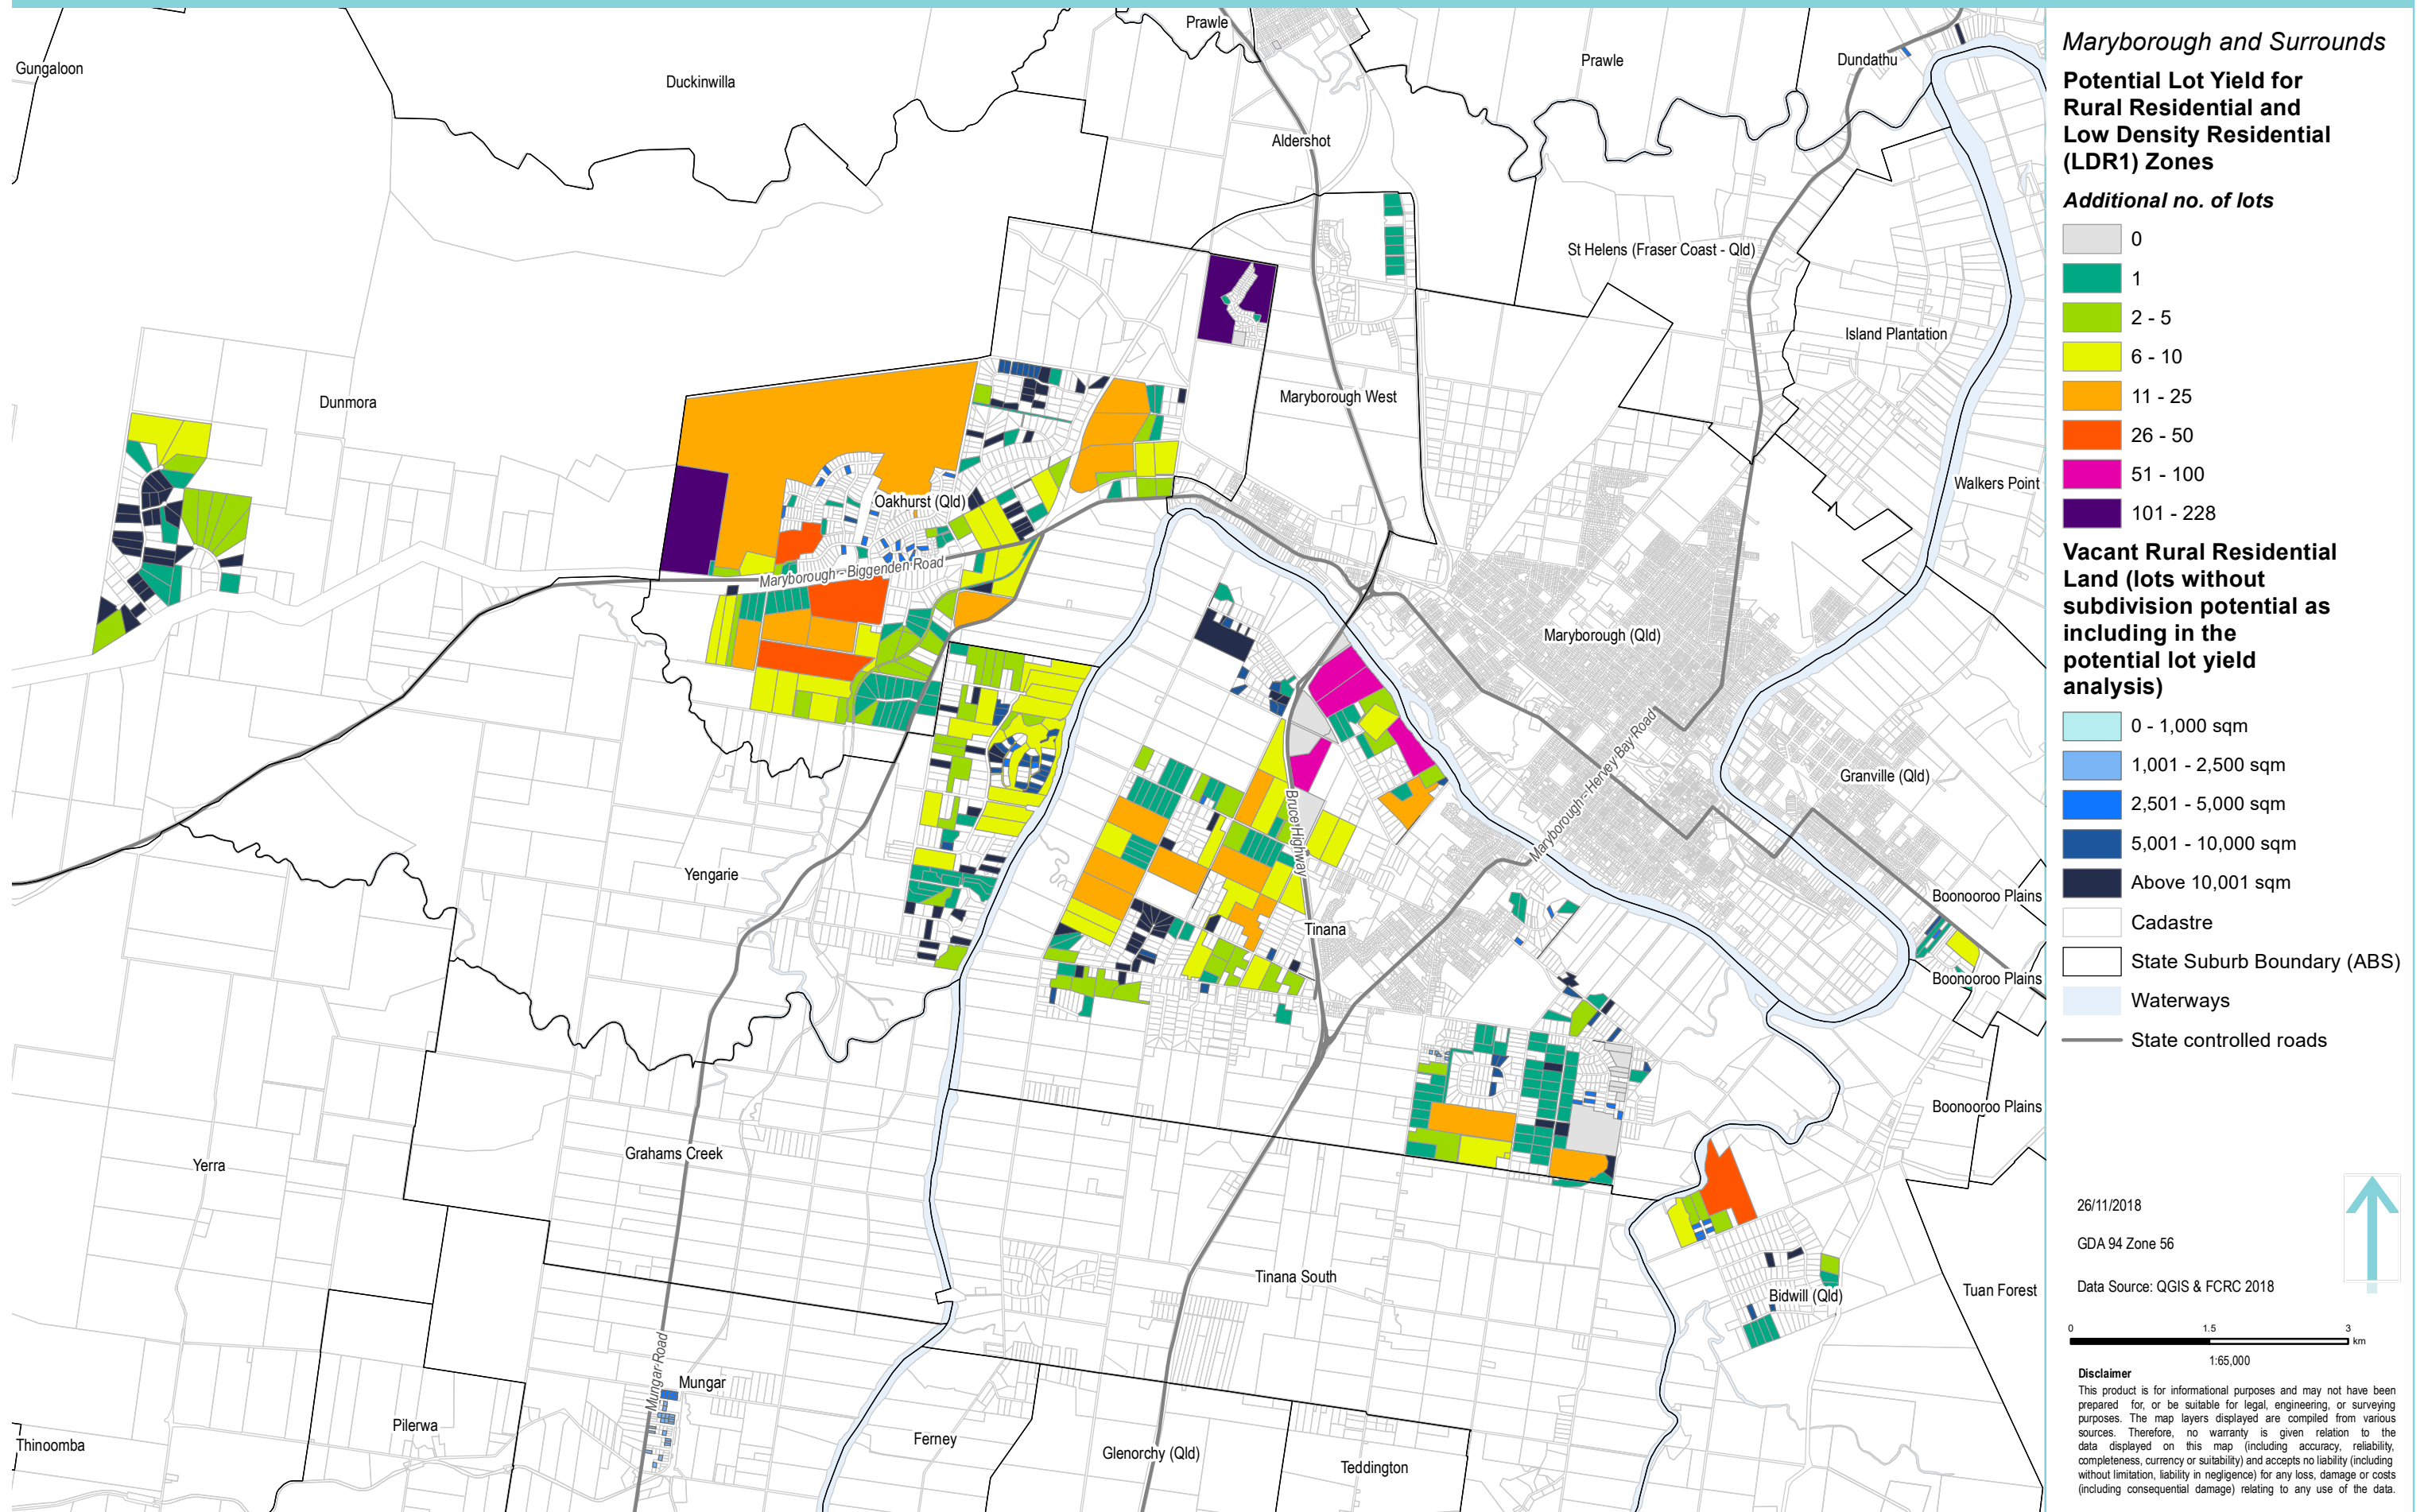 Maryborough and Surrounds
Potential Lot Yield for
Rural Residential and
Low Density Residential
(LDR1) Zones
Additional no. of lots
0
1
2 - 5
6 - 10
11 - 25
26 - 50
51 - 100
101 - 228
Vacant Rural Residential
Land (lots without
subdivision potential as
including in the
potential lot yield
analysis)
0 - 1,000 sqm
1,001 - 2,500 sqm
2,501 - 5,000 sqm
5,001 - 10,000 sqm
Above 10,001 sqm
Cadastre
State Suburb Boundary (ABS)
Waterways
State controlled roads
26/11/2018
GDA 94 Zone 56
Data Source: QGIS & FCRC 2018
0 1.5 3
km
1:65,000
Disclaimer
This product is for informational purposes and may not have been
prepared for, or be suitable for legal, engineering, or surveying
purposes. The map layers displayed are compiled from various
sources. Therefore, no warranty is given relation to the
data displayed on this map (including accuracy, reliability,
completeness, currency or suitability) and accepts no liability (including
without limitation, liability in negligence) for any loss, damage or costs
(including consequential damage) relating to any use of the data.
Prawle
Gungaloon
Duckinwilla
Prawle
Dundathu
Aldershot
St Helens (Fraser Coast - Qld)
Island Plantation
Dunmora
Maryborough West
Walkers Point
Oakhurst (Qld)
Maryborough - Biggenden Road
Maryborough (Qld)
Maryborough - Hervey Bay Road
Granville (Qld)
Bruce Highway
Yengarie
Boonooroo Plains
Tinana
Boonooroo Plains
Boonooroo Plains
Grahams Creek
Yerra
Tinana South
Bidwill (Qld)
Tuan Forest
Mungar Road
Mungar
Pilerwa
Thinoomba
Ferney
Glenorchy (Qld)
Teddington